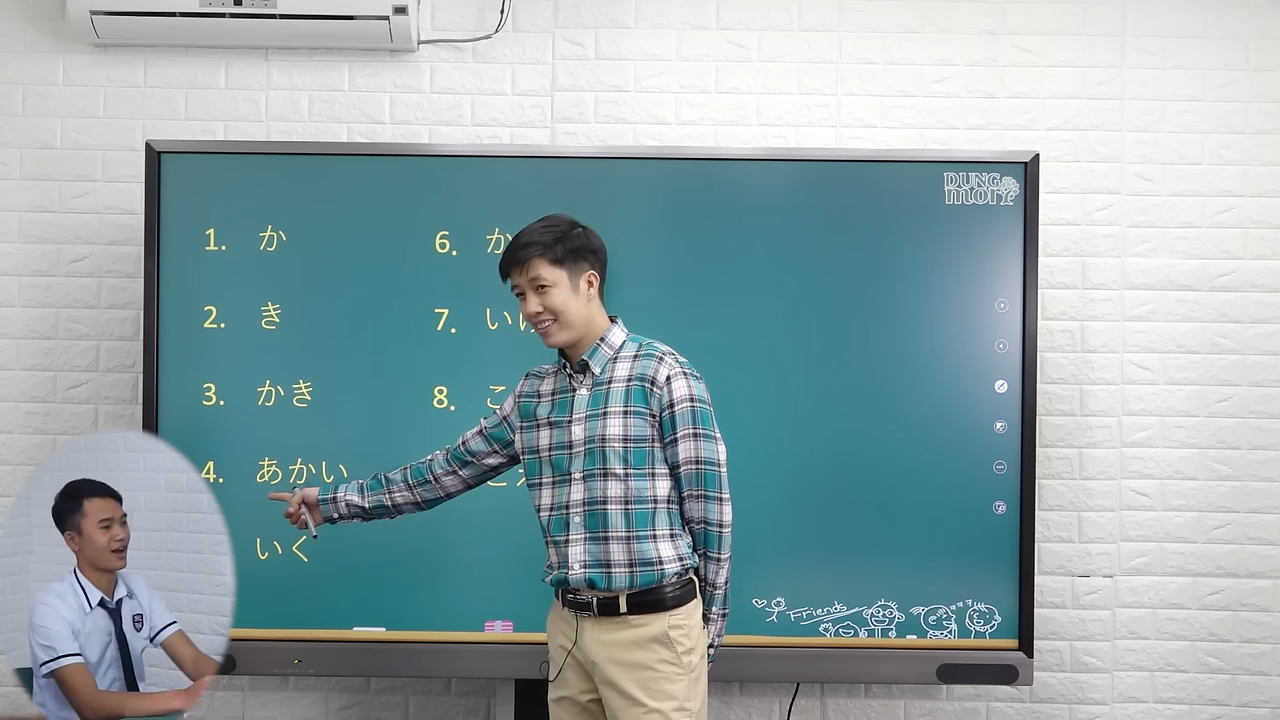 DUNG
mori
1. か
2. き
3. かき
4. あかい
いく
6. か
7. い
8. こ
Friends